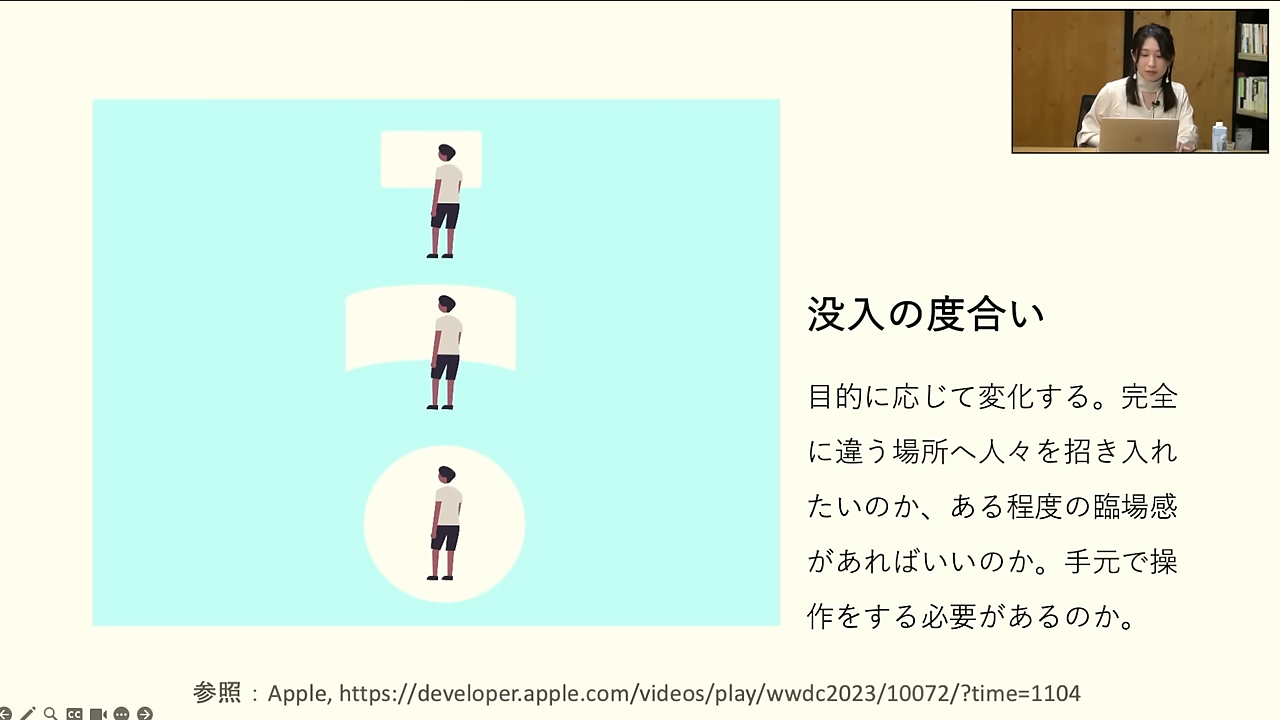 没入の度合い
目的に応じて変化する。完全
に違う場所へ人々を招き入れ
たいのか、ある程度の臨場感
があればいいのか。手元で操
作をする必要があるのか。
参照：Apple, https://developer.apple.com/videos/play/wwdc2023/10072/?time=1104
CC